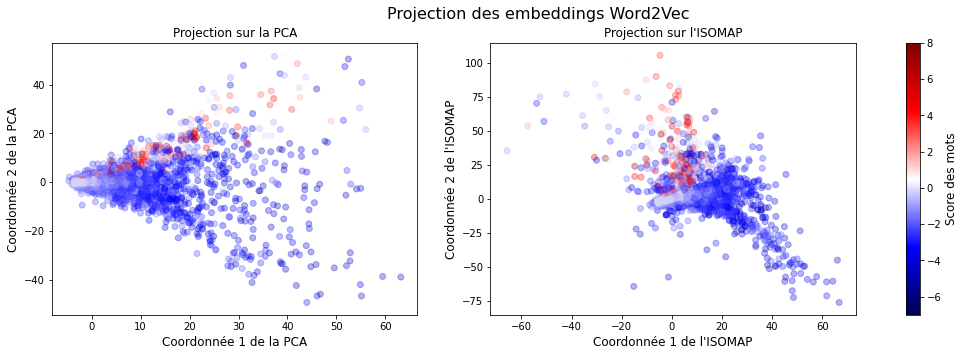 Projection des embeddings Word2Vec
Projection sur la PCA
Projection sur l'ISOMAP
Coordonnée 2 de la PCA
40
20
0
−20
−40
0 10 20 30 40 50 60
Coordonnée 1 de la PCA
Coordonnée 2 de l'ISOMAP
100
75
50
25
0
−25
−50
−75
−60 −40 −20 0 20 40 60
Coordonnée 1 de l'ISOMAP
8
6
4
2
0
−2
−4
−6
Score des mots